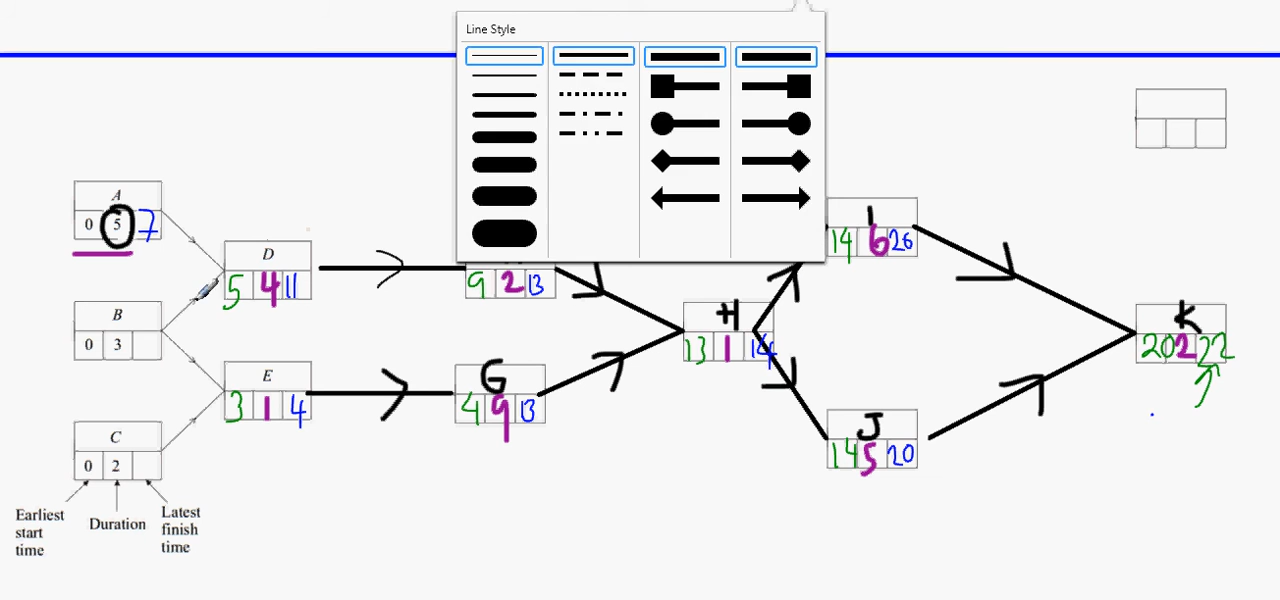 Line Style
A
0 5 7
D
5 4 11
B
0 3
E
3 1 4
C
0 2
Earliest start time
Duration
Latest finish time
9 2 13
G
4 9 13
H
13 1 14
I
14 6 26
J
14 5 20
K
20 2 22